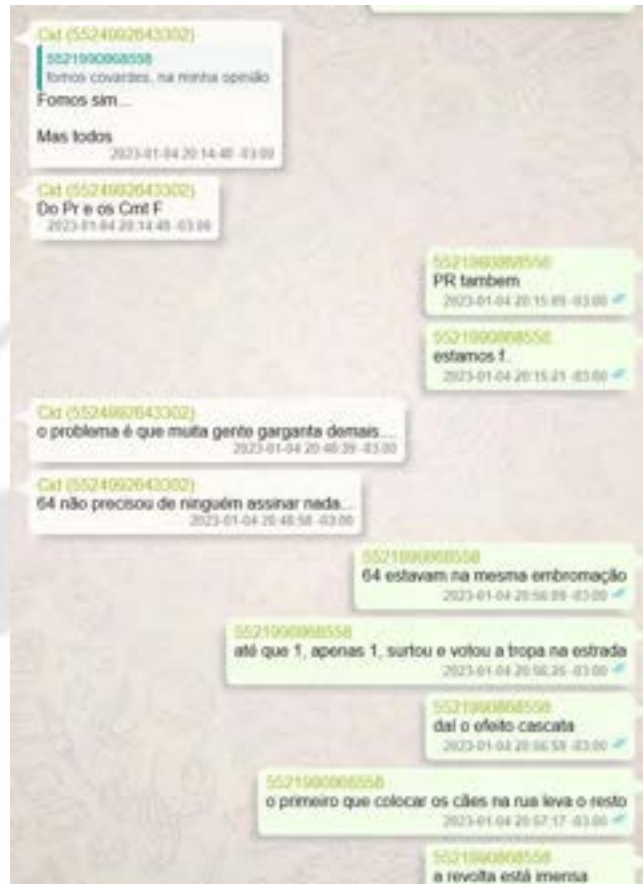 Cid (5524992643302)
5521990868558
fomos covardes, na minha opinião
Fomos sim...
Mas todos
2023-01-04 20:14:40 -03:00
Cid (5524992643302)
Do Pr e os Cmt F
2023-01-04 20:14:48 -03:00
5521990868558
PR tambem
2023-01-04 20:15:09 -03:00
5521990868558
estamos f.
2023-01-04 20:15:21 -03:00
Cid (5524992643302)
o problema é que muita gente garganta demais....
2023-01-04 20:48:39 -03:00
Cid (5524992643302)
64 não precisou de ninguém assinar nada...
2023-01-04 20:48:58 -03:00
5521990868558
64 estavam na mesma embromação
2023-01-04 20:56:09 -03:00
5521990868558
até que 1, apenas 1, surtou e votou a tropa na estrada
2023-01-04 20:56:26 -03:00
5521990868558
daí o efeito cascata
2023-01-04 20:56:58 -03:00
5521990868558
o primeiro que colocar os cães na rua leva o resto
2023-01-04 20:57:17 -03:00
5521990868558
a revolta está imensa